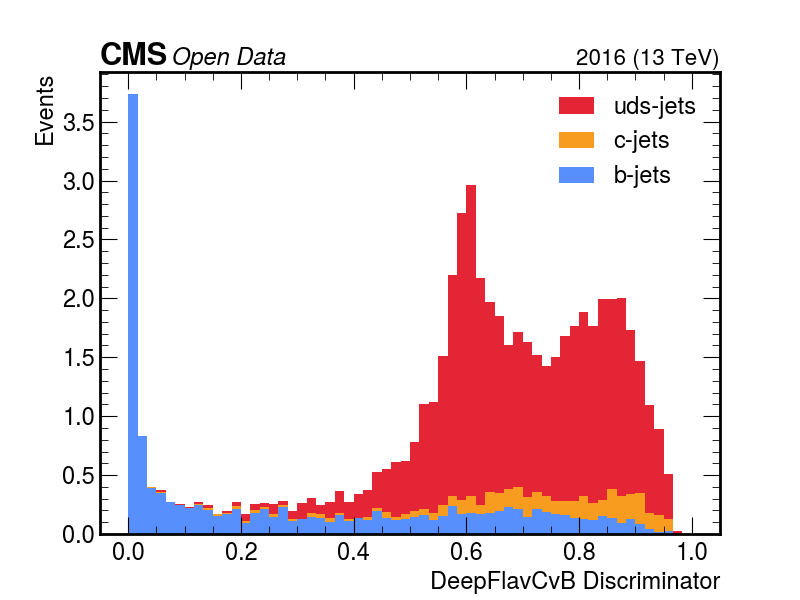 CMS Open Data 2016 (13 TeV)
Events
uds-jets
c-jets
b-jets
3.5
3.0
2.5
2.0
1.5
1.0
0.5
0.0
0.0 0.2 0.4 0.6 0.8 1.0
DeepFlavCvB Discriminator